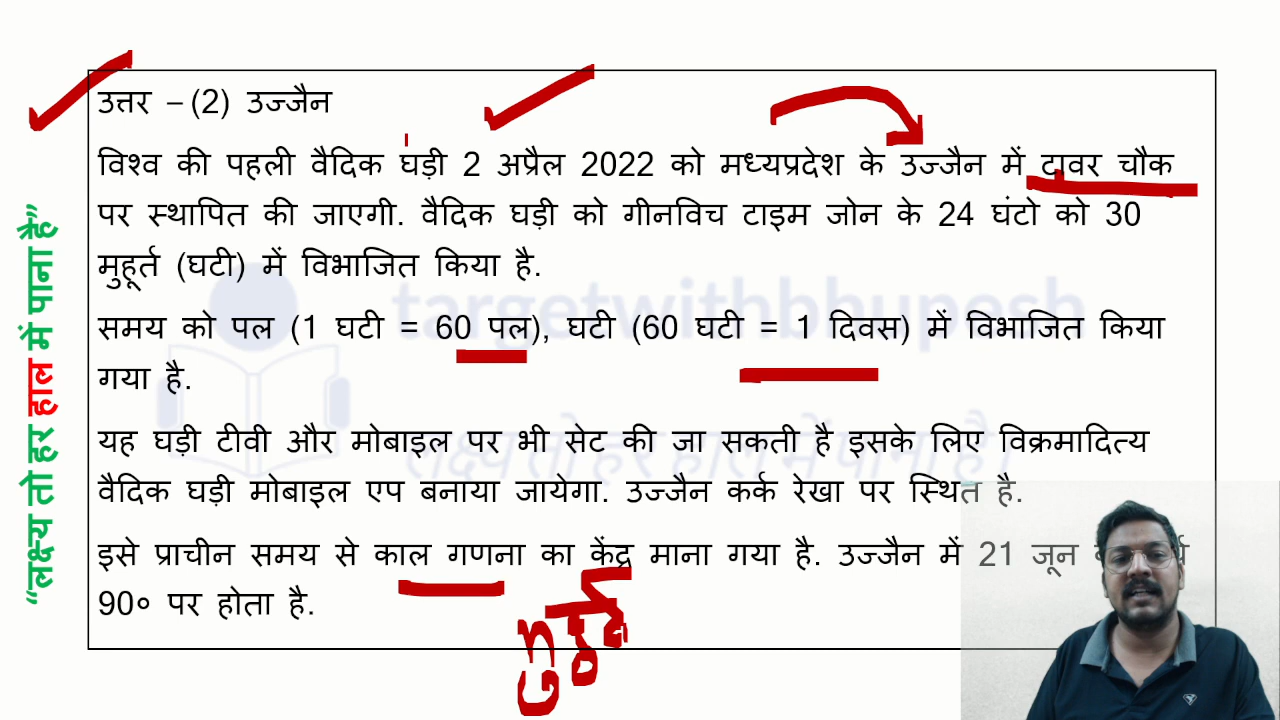 "लक्ष्य तो हर हाल में पाना है"
उत्तर – (2) उज्जैन
विश्व की पहली वैदिक घड़ी 2 अप्रैल 2022 को मध्यप्रदेश के उज्जैन में दावर चौक
पर स्थापित की जाएगी. वैदिक घड़ी को गीनविच टाइम जोन के 24 घंटो को 30
मुहूर्त (घटी) में विभाजित किया है.
समय को पल (1 घटी = 60 पल), घटी (60 घटी = 1 दिवस) में विभाजित किया
गया है.
यह घड़ी टीवी और मोबाइल पर भी सेट की जा सकती है इसके लिए विक्रमादित्य
वैदिक घड़ी मोबाइल एप बनाया जायेगा. उज्जैन कर्क रेखा पर स्थित है.
इसे प्राचीन समय से काल गणना का केंद्र माना गया है. उज्जैन में 21 जून
90० पर होता है.
targetwithbhupesh
लक्ष्य तो हर हाल में पाना है